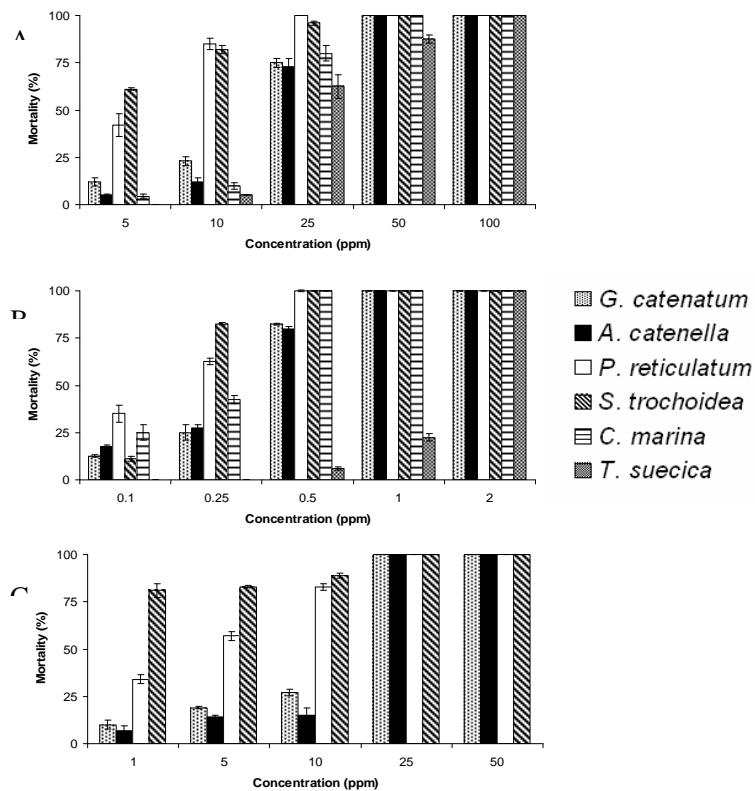 A
100
75
50
25
0
Mortality (%)
5 10 25 50 100
Concentration (ppm)
B
100
75
50
25
0
Mortality (%)
0.1 0.25 0.5 1 2
Concentration (ppm)
G. catenatum
A. catenella
P. reticulatum
S. trochoidea
C. marina
T. suecica
C
100
75
50
25
0
Mortality (%)
1 5 10 25 50
Concentration (ppm)